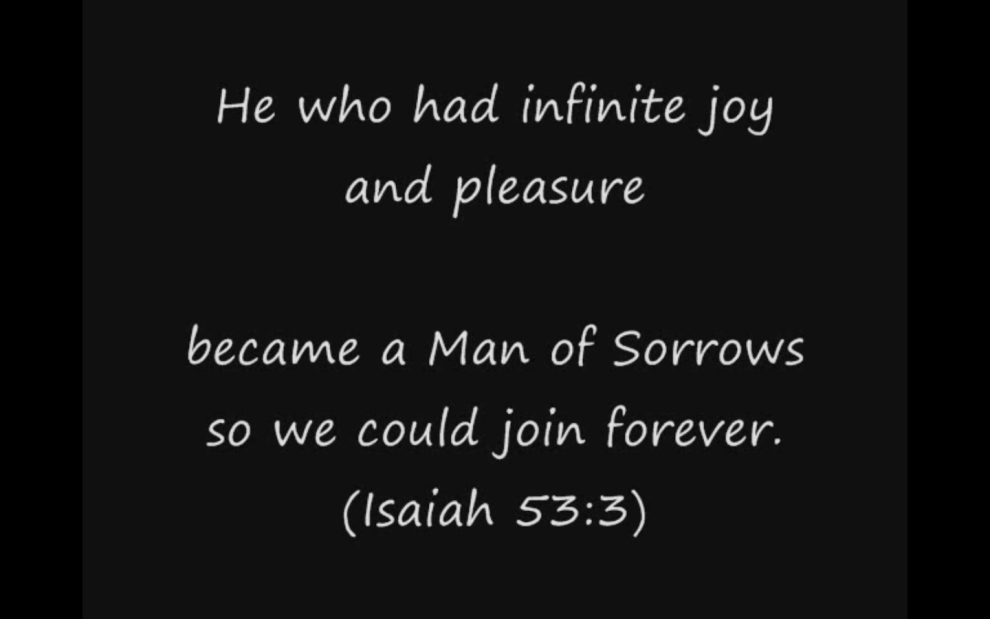 He who had infinite joy
and pleasure
became a Man of Sorrows
so we could join forever.
(Isaiah 53:3)